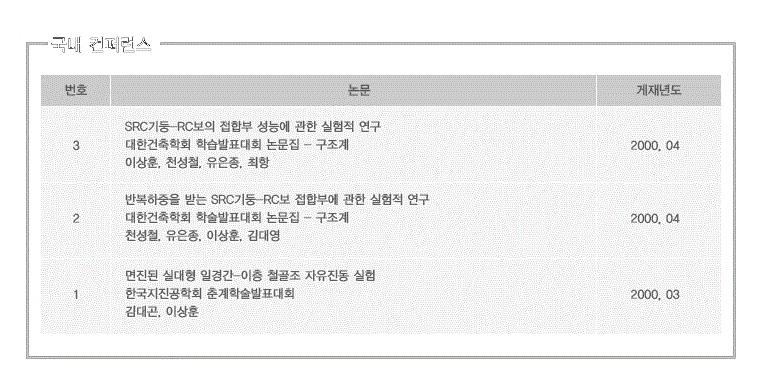 국내 컨퍼런스
번호 논문 게재년도
SRC기둥-RC보의 접합부 성능에 관한 실험적 연구
3 대한건축학회 학습발표대회 논문집 - 구조계 2000. 04
이상훈, 천성철, 유은종, 최항
반복하중을 받는 SRC기둥-RC보 접합부에 관한 실험적 연구
2 대한건축학회 학술발표대회 논문집 - 구조계 2000. 04
천성철, 유은종, 이상훈, 김대영
면진된 실대형 일경간-이층 철골조 자유진동 실험
1 한국지진공학회 춘계학술발표대회 2000. 03
김대곤, 이상훈